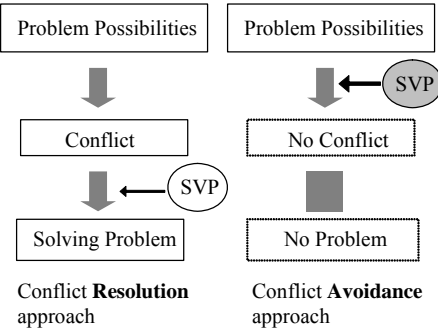 Problem Possibilities
Problem Possibilities
SVP
Conflict
No Conflict
SVP
Solving Problem
No Problem
Conflict Resolution
approach
Conflict Avoidance
approach